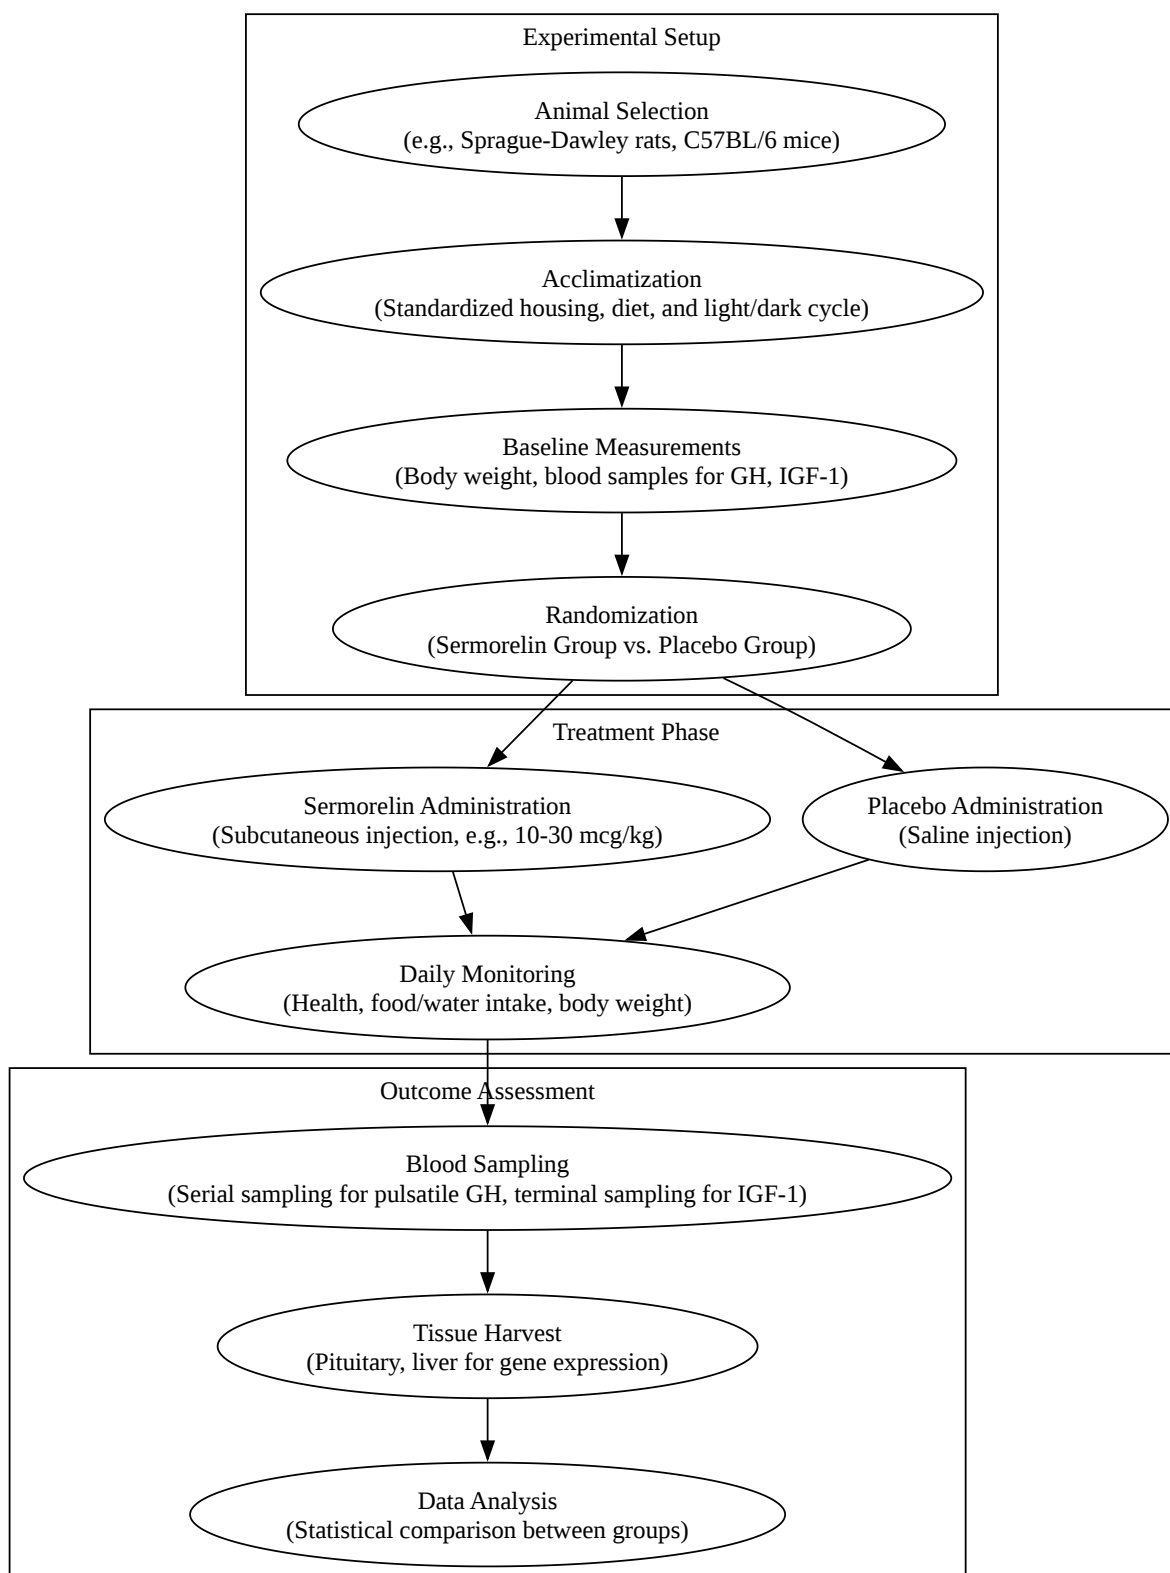 Experimental Setup
Animal Selection
(e.g., Sprague-Dawley rats, C57BL/6 mice)
Acclimatization
(Standardized housing, diet, and light/dark cycle)
Baseline Measurements
(Body weight, blood samples for GH, IGF-1)
Randomization
(Sermorelin Group vs. Placebo Group)
Treatment Phase
Sermorelin Administration
(Subcutaneous injection, e.g., 10-30 mcg/kg)
Placebo Administration
(Saline injection)
Daily Monitoring
(Health, food/water intake, body weight)
Outcome Assessment
Blood Sampling
(Serial sampling for pulsatile GH, terminal sampling for IGF-1)
Tissue Harvest
(Pituitary, liver for gene expression)
Data Analysis
(Statistical comparison between groups)